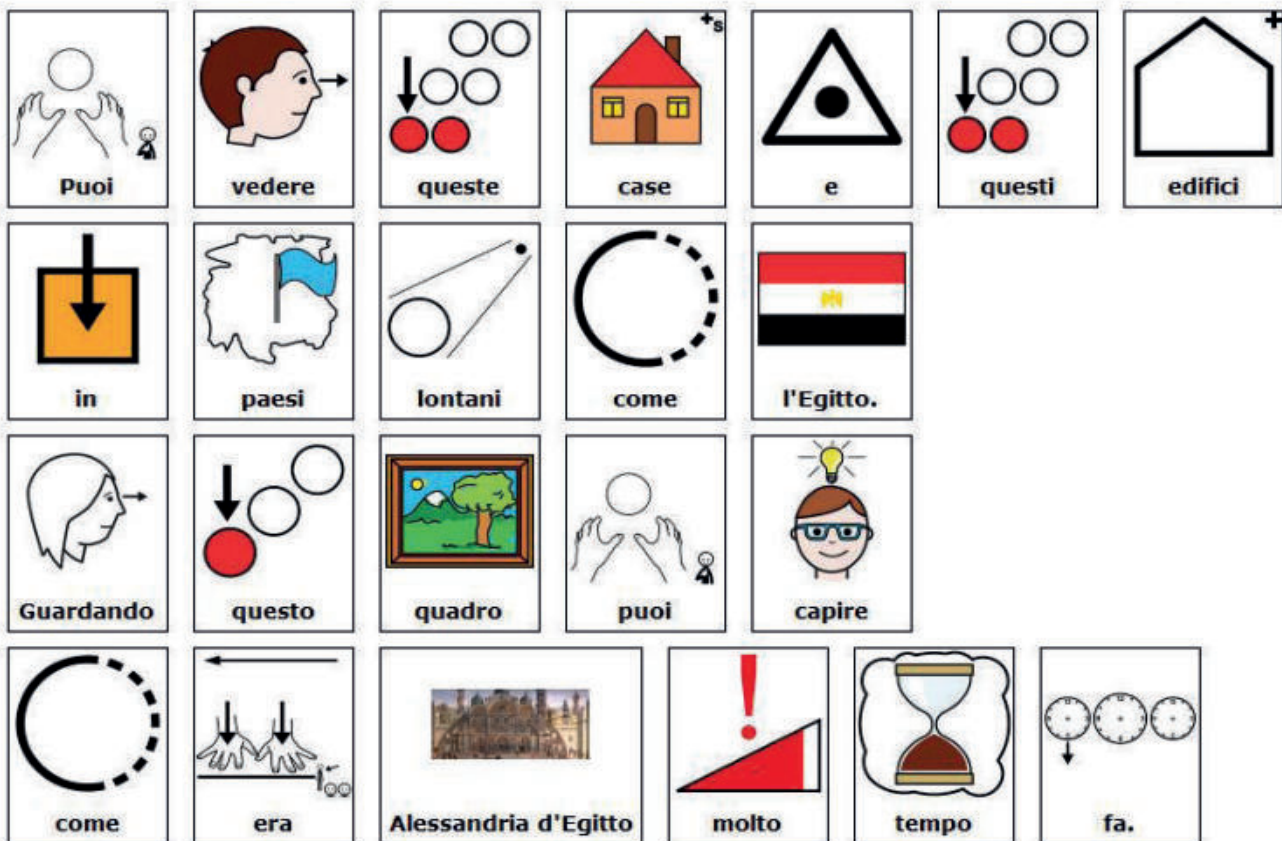 Puoi vedere queste case e questi edifici
in paesi lontani come l'Egitto.
Guardando questo quadro puoi capire
come era Alessandria d'Egitto molto tempo fa.